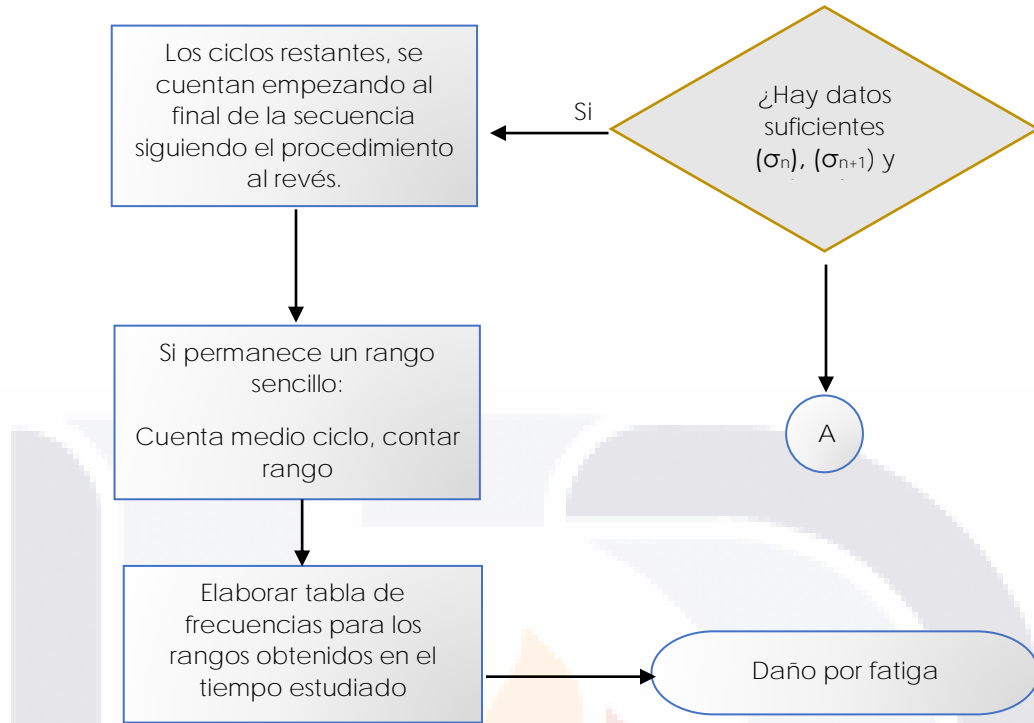 Los ciclos restantes, se
cuentan empezando al
final de la secuencia
siguiendo el procedimiento
al revés.
Si
¿Hay datos
suficientes
(σn), (σn+1) y
Si permanece un rango
sencillo:
Cuenta medio ciclo, contar
rango
A
Elaborar tabla de
frecuencias para los
rangos obtenidos en el
tiempo estudiado
Daño por fatiga